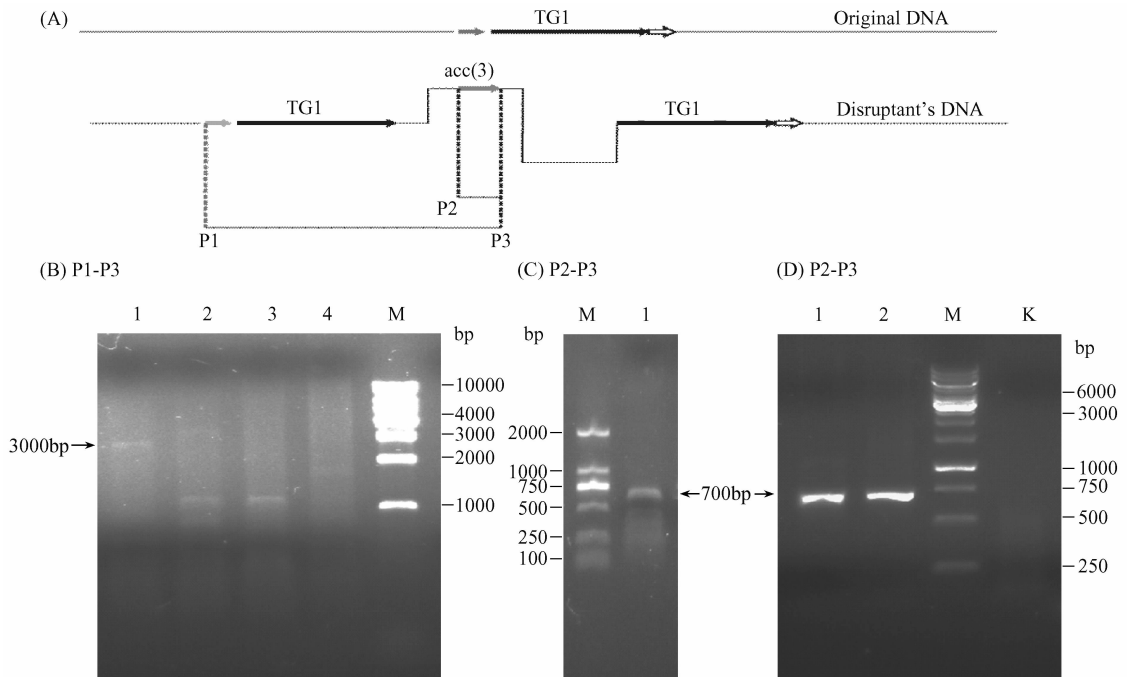 (A)
TG1
Original DNA
acc(3)
TG1
TG1
Disruptant's DNA
P2
P1
P3
(B) P1-P3
1 2 3 4 M
bp
10000
4000
3000
2000
1000
3000bp
(C) P2-P3
M 1
2000
1000
750
500
250
100
700bp
(D) P2-P3
1 2 M K
bp
6000
3000
1000
750
500
250